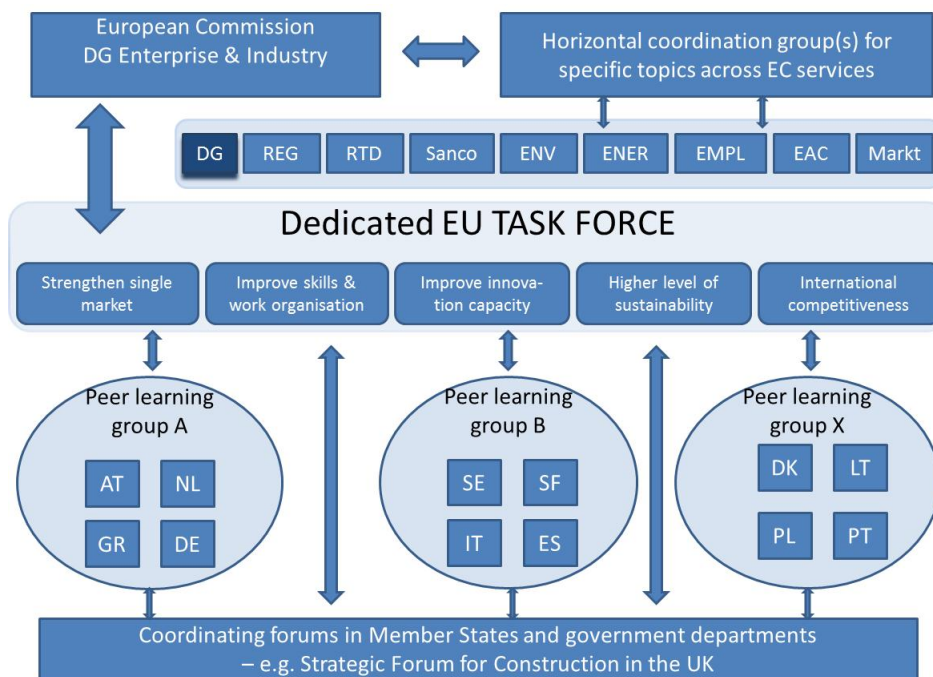 European Commission
DG Enterprise & Industry
Horizontal coordination group(s) for
specific topics across EC services
DG REG RTD Sanco ENV ENER EMPL EAC Markt
Dedicated EU TASK FORCE
Strengthen single
market
Improve skills &
work organisation
Improve innova-
tion capacity
Higher level of
sustainability
International
competitiveness
Peer learning
group A
AT NL
GR DE
Peer learning
group B
SE SF
IT ES
Peer learning
group X
DK LT
PL PT
Coordinating forums in Member States and government departments
– e.g. Strategic Forum for Construction in the UK